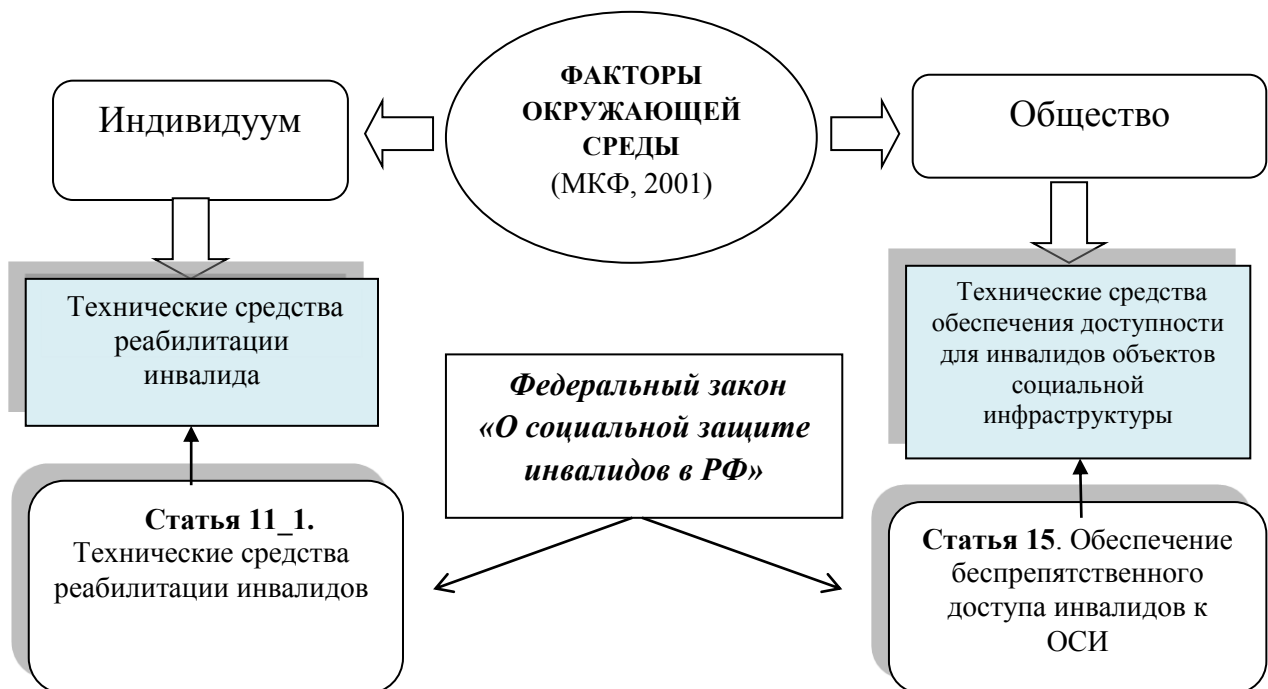 ФАКТОРЫ
ОКРУЖАЮЩЕЙ
СРЕДЫ
(МКФ, 2001)
Индивидуум
Общество
Технические средства
реабилитации
инвалида
Технические средства
обеспечения доступности
для инвалидов объектов
социальной
инфраструктуры
Федеральный закон
«О социальной защите
инвалидов в РФ»
Статья 11_1.
Технические средства
реабилитации инвалидов
Статья 15. Обеспечение
беспрепятственного
доступа инвалидов к
ОСИ